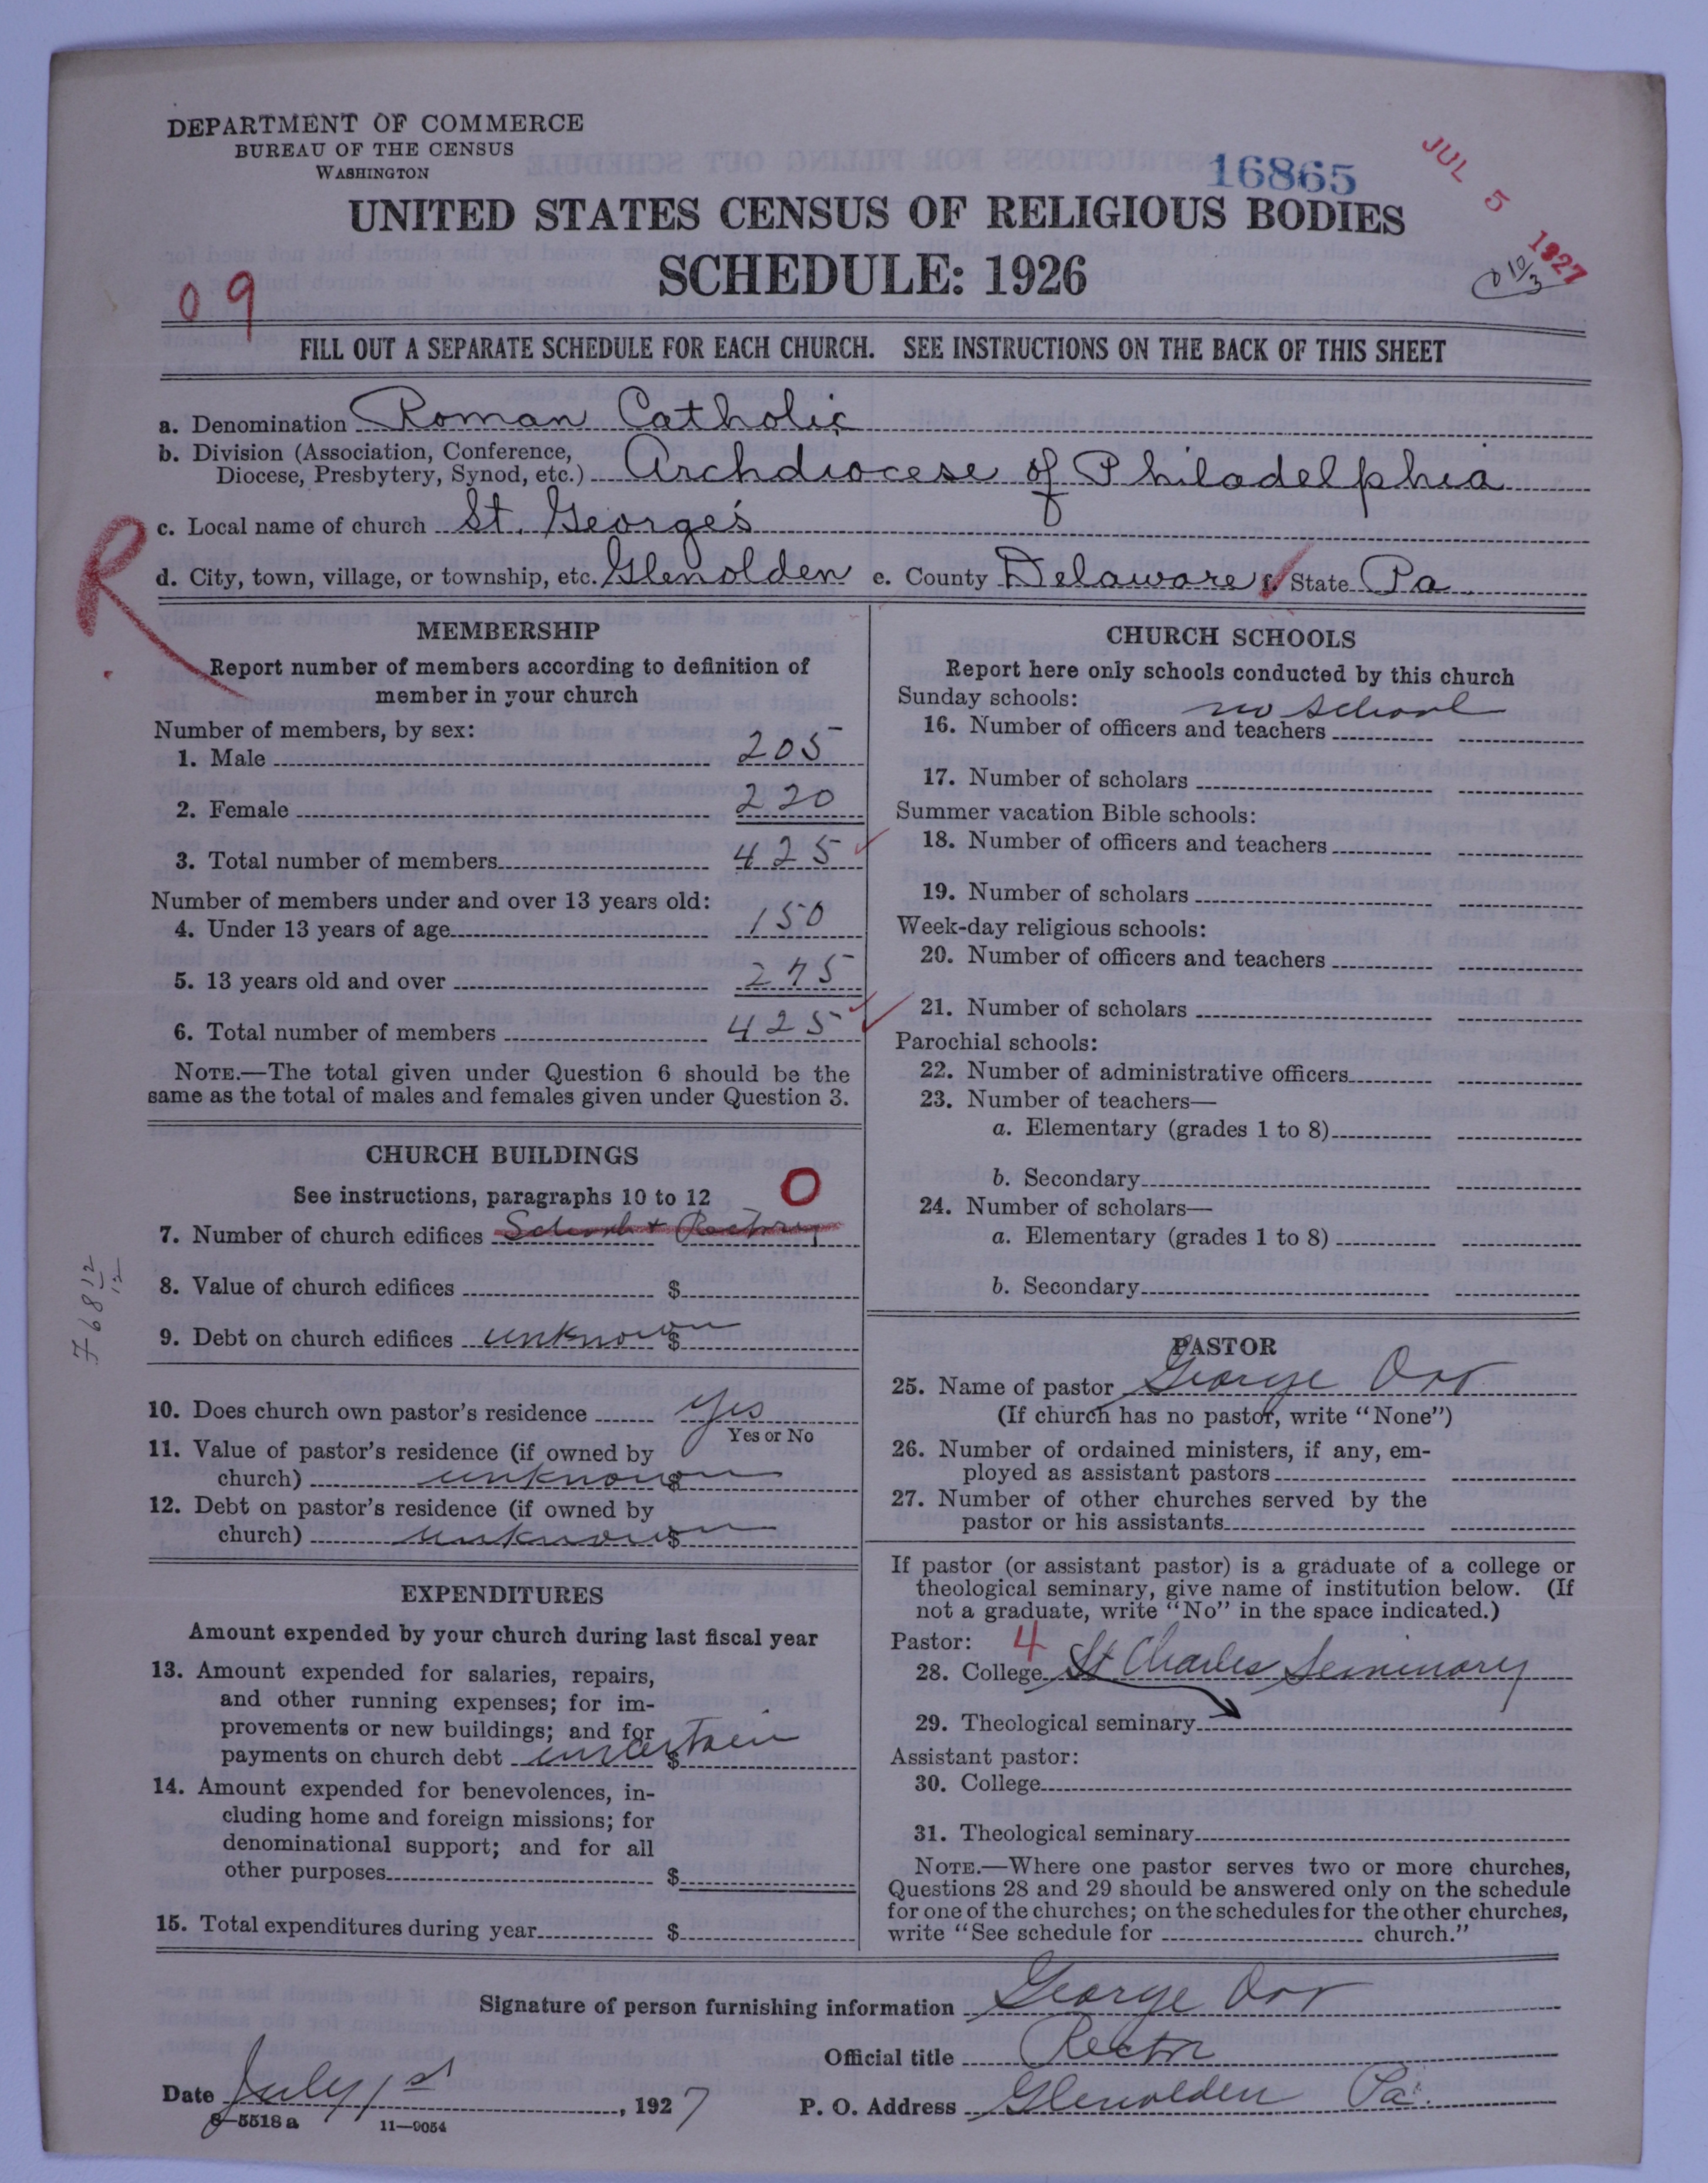 DEPARTMENT OF COMMERCE
BUREAU OF THE CENSUS
WASHINGTON
16865
JUL 5 1927
UNITED STATES CENSUS OF RELIGIOUS BODIES
SCHEDULE: 1926
09
FILL OUT A SEPARATE SCHEDULE FOR EACH CHURCH. SEE INSTRUCTIONS ON THE BACK OF THIS SHEET
a. Denomination Roman Catholic
b. Division (Association, Conference,
Diocese, Presbytery, Synod, etc.) Archdiocese of Philadelphia
c. Local name of church St. George's
R
d. City, town, village, or township, etc. Glenolden e. County Delaware f. State Pa.
MEMBERSHIP
Report number of members according to definition of
member in your church
Number of members, by sex:
1. Male 205
2. Female 220
3. Total number of members 425
Number of members under and over 13 years old:
4. Under 13 years of age 150
5. 13 years old and over 275
6. Total number of members 425
NOTE.—The total given under Question 6 should be the
same as the total of males and females given under Question 3.
CHURCH BUILDINGS
See instructions, paragraphs 10 to 12 0
7. Number of church edifices School & Rectory
8. Value of church edifices $
9. Debt on church edifices unknown $
10. Does church own pastor's residence yes
Yes or No
11. Value of pastor's residence (if owned by
church) unknown $
12. Debt on pastor's residence (if owned by
church) unknown $
EXPENDITURES
Amount expended by your church during last fiscal year
13. Amount expended for salaries, repairs,
and other running expenses; for im-
provements or new buildings; and for
payments on church debt uncertain $
14. Amount expended for benevolences, in-
cluding home and foreign missions; for
denominational support; and for all
other purposes $
15. Total expenditures during year $
CHURCH SCHOOLS
Report here only schools conducted by this church
Sunday schools: no school
16. Number of officers and teachers
17. Number of scholars
Summer vacation Bible schools:
18. Number of officers and teachers
19. Number of scholars
Week-day religious schools:
20. Number of officers and teachers
21. Number of scholars
Parochial schools:
22. Number of administrative officers
23. Number of teachers—
a. Elementary (grades 1 to 8)
b. Secondary
24. Number of scholars—
a. Elementary (grades 1 to 8)
b. Secondary
PASTOR
25. Name of pastor George Orr
(If church has no pastor, write "None")
26. Number of ordained ministers, if any, em-
ployed as assistant pastors
27. Number of other churches served by the
pastor or his assistants
If pastor (or assistant pastor) is a graduate of a college or
theological seminary, give name of institution below. (If
not a graduate, write "No" in the space indicated.)
Pastor: 4
28. College St Charles Seminary
29. Theological seminary
Assistant pastor:
30. College
31. Theological seminary
NOTE.—Where one pastor serves two or more churches,
Questions 28 and 29 should be answered only on the schedule
for one of the churches; on the schedules for the other churches,
write "See schedule for church."
Signature of person furnishing information George Orr
Official title Rector
Date July 1st, 1927 P. O. Address Glenolden Pa.
8—5518 a 11—9054